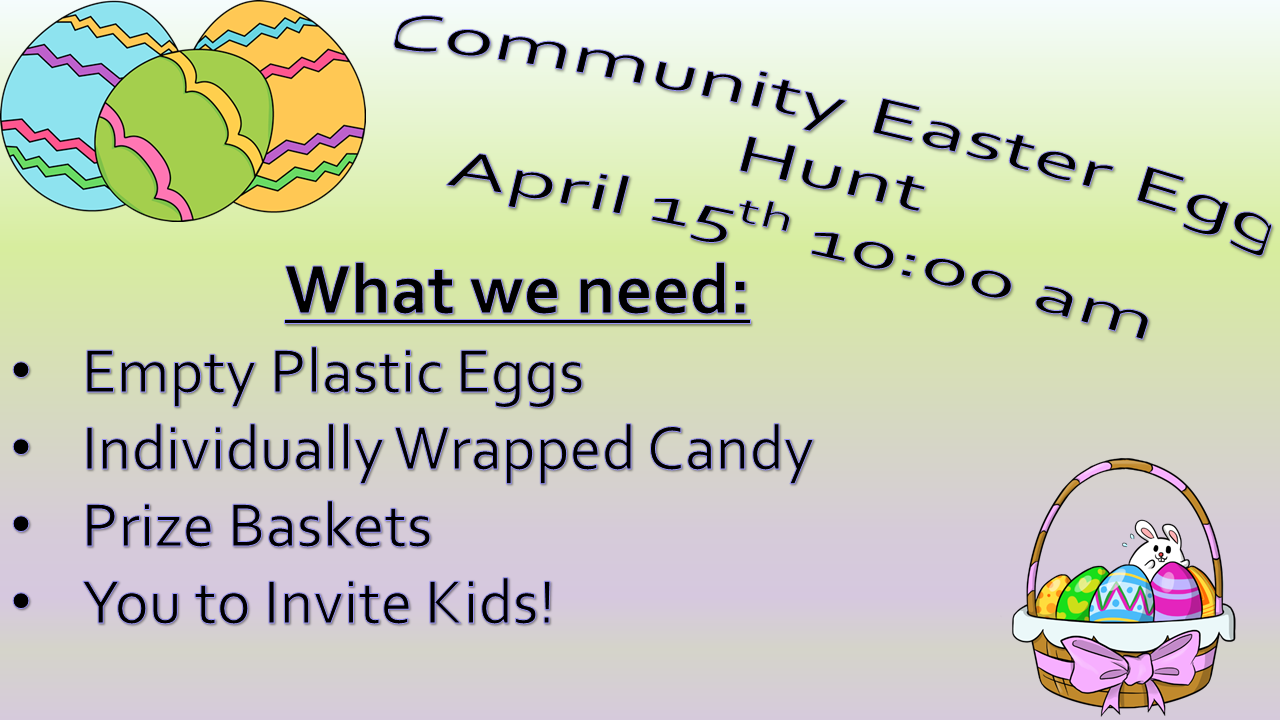 Community Easter Egg
Hunt
April 15th 10:00 am
What we need:
• Empty Plastic Eggs
• Individually Wrapped Candy
• Prize Baskets
• You to Invite Kids!